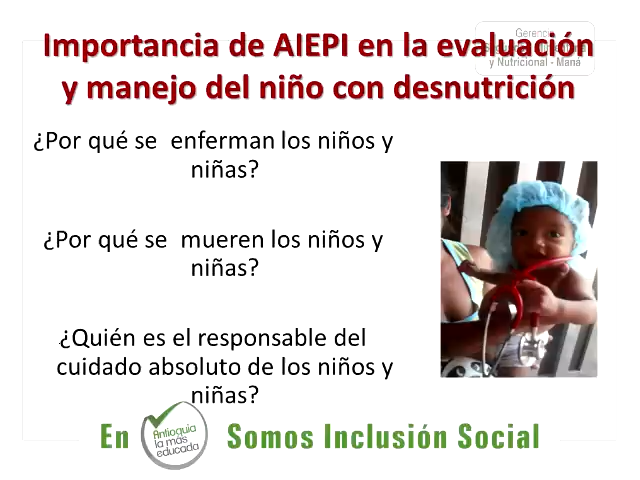 Importancia de AIEPI en la evaluación
y manejo del niño con desnutrición
Gerencia
y Nutricional - Maná
¿Por qué se enferman los niños y
niñas?
¿Por qué se mueren los niños y
niñas?
¿Quién es el responsable del
cuidado absoluto de los niños y
niñas?
En
Antioquia
la más
educada
Somos Inclusión Social